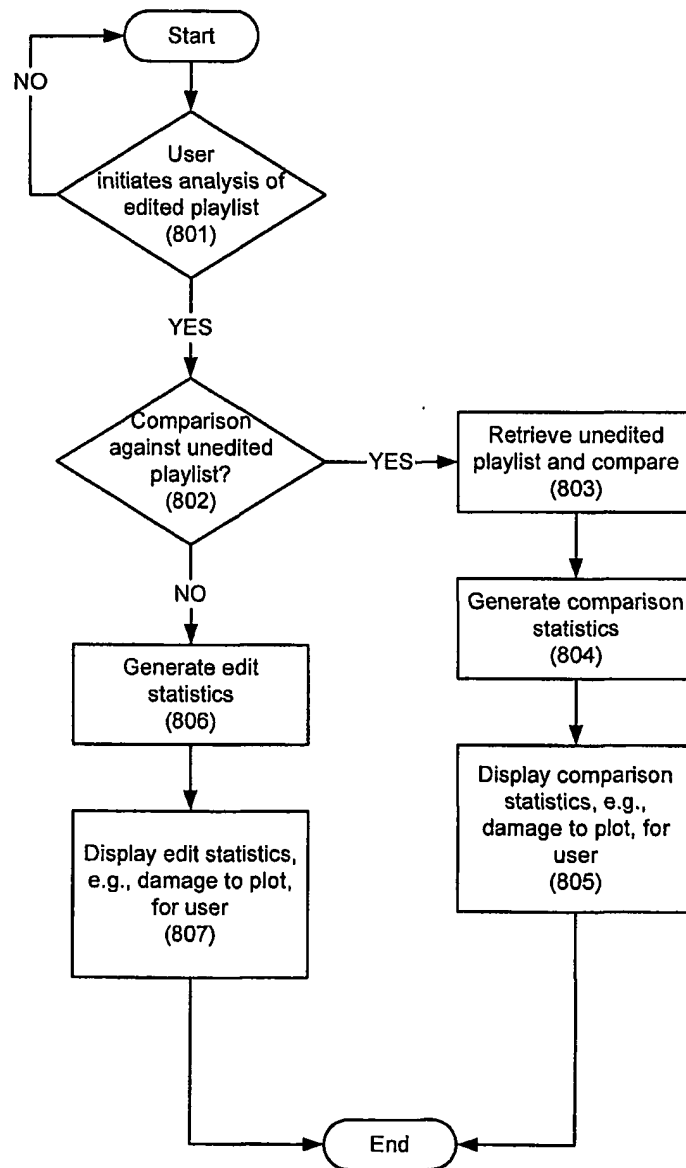 Start
NO
User
initiates analysis of
edited playlist
(801)
YES
Comparison
against unedited
playlist?
(802)
YES
Retrieve unedited
playlist and compare
(803)
NO
Generate comparison
statistics
(804)
Generate edit
statistics
(806)
Display comparison
statistics, e.g.,
damage to plot, for
user
(805)
Display edit statistics,
e.g., damage to plot,
for user
(807)
End